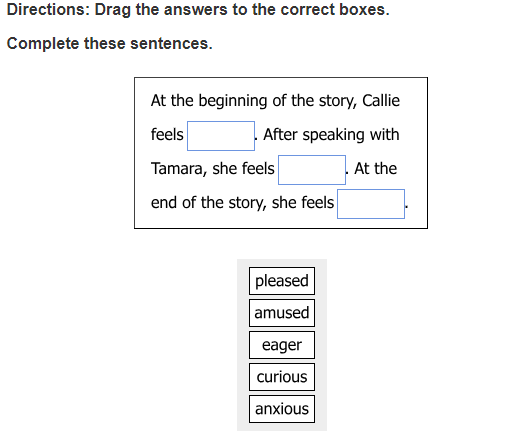 Directions: Drag the answers to the correct boxes.
Complete these sentences.
At the beginning of the story, Callie
feels . After speaking with
Tamara, she feels . At the
end of the story, she feels .
pleased
amused
eager
curious
anxious